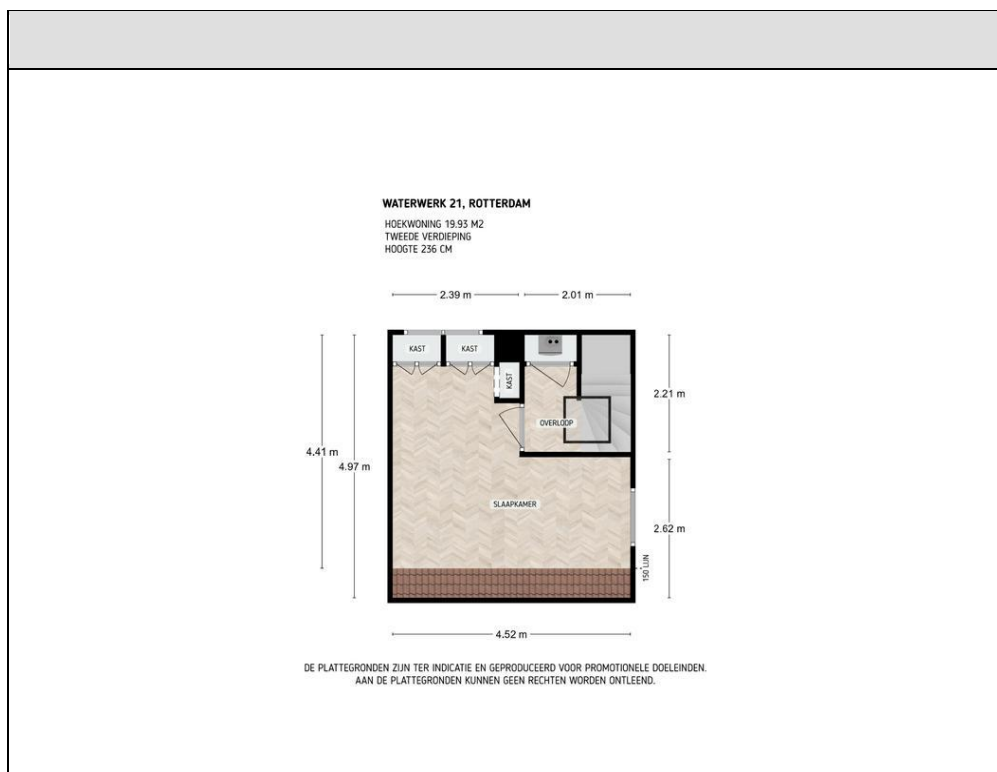 WATERWERK 21, ROTTERDAM
HOEKWONING 19.93 M2
TWEEDE VERDIEPING
HOOGTE 236 CM
2.39 m
2.01 m
KAST
KAST
KAST
OVERLOOP
2.21 m
4.41 m
4.97 m
SLAAPKAMER
2.62 m
150 LIJN
4.52 m
DE PLATTEGRONDEN ZIJN TER INDICATIE EN GEPRODUCEERD VOOR PROMOTIONELE DOELEINDEN.
AAN DE PLATTEGRONDEN KUNNEN GEEN RECHTEN WORDEN ONTLEEND.